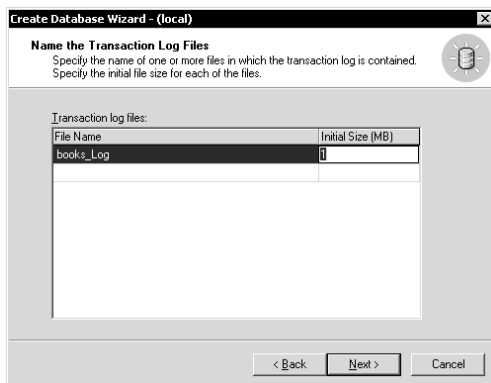 Create Database Wizard - (local)
Name the Transaction Log Files
Specify the name of one or more files in which the transaction log is contained.
Specify the initial file size for each of the files.
Transaction log files:
File Name Initial Size (MB)
books_Log 1
< Back Next > Cancel